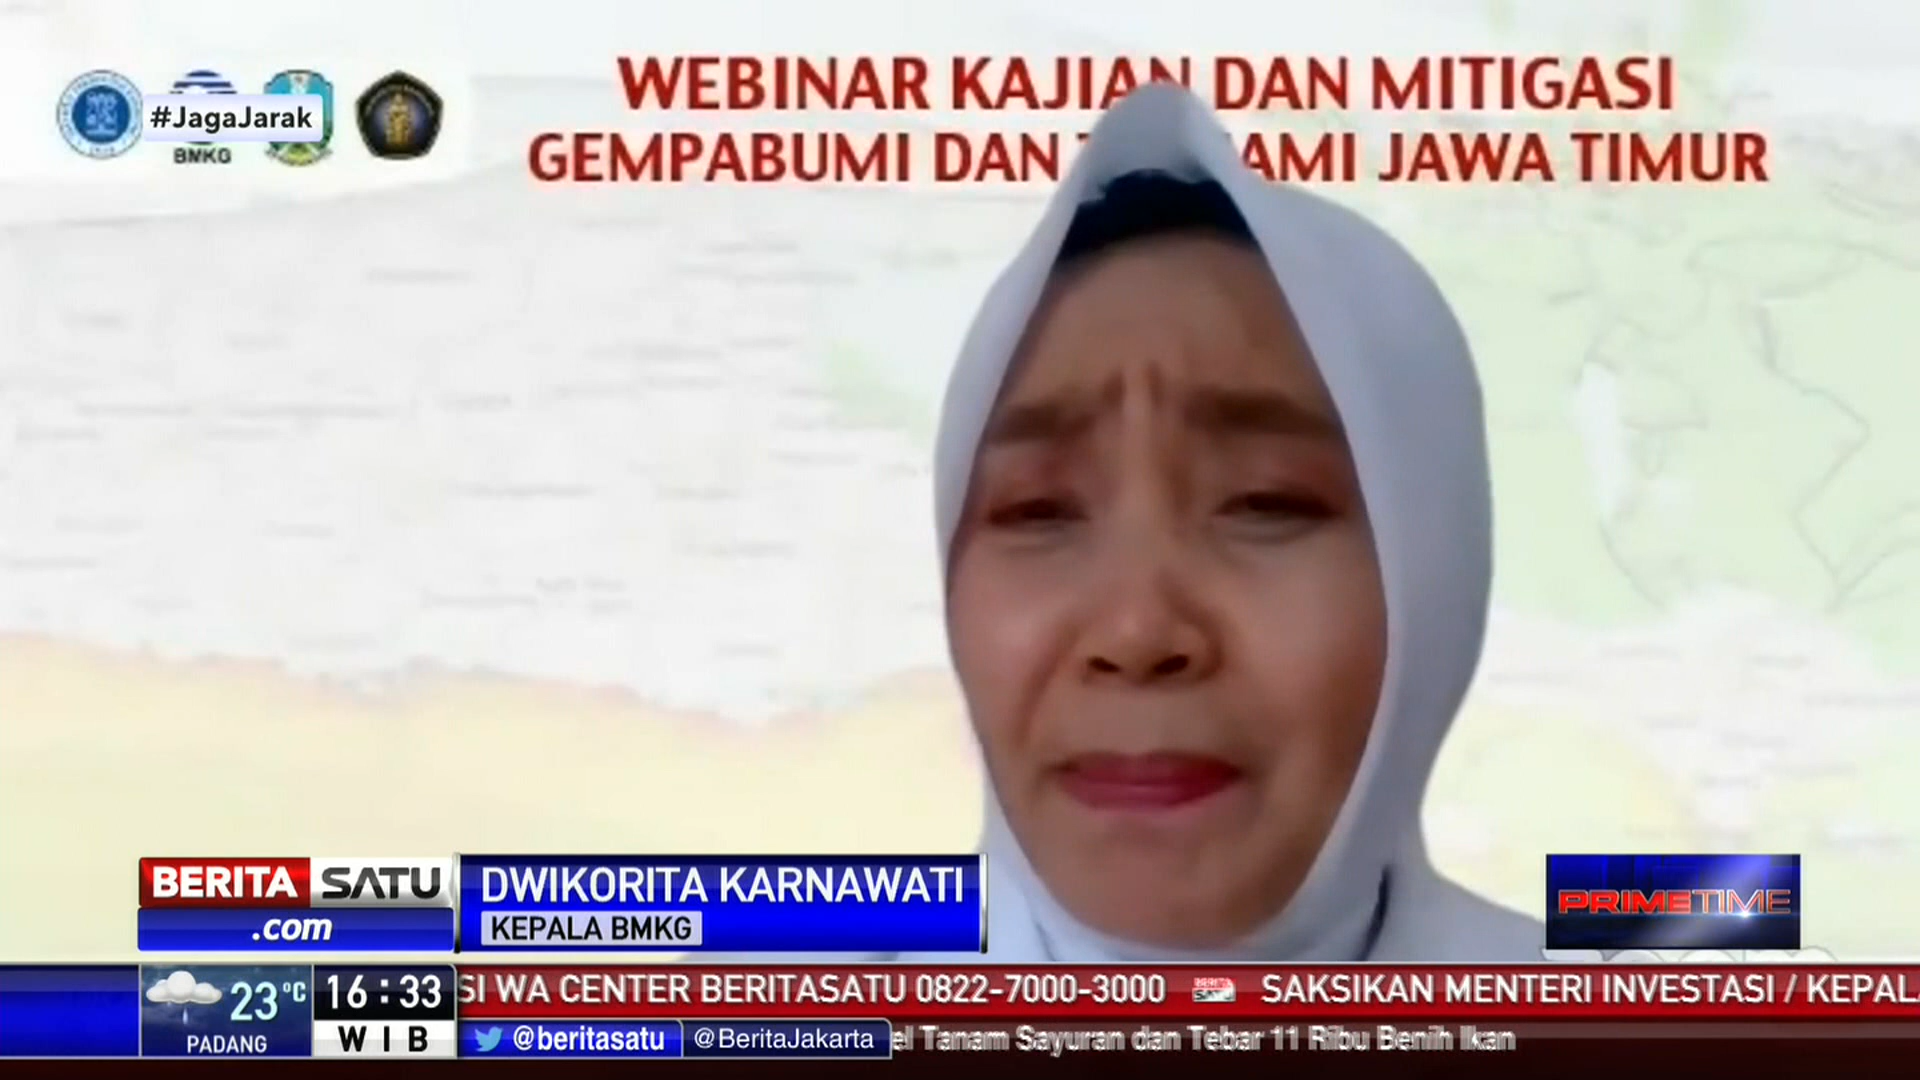 WEBINAR KAJIAN DAN MITIGASI
GEMPABUMI DAN AMI JAWA TIMUR
#JagaJarak
BMKG
BERITA SATU
.com
DWIKORITA KARNAWATI
KEPALA BMKG
PRIMETIME
23°C
PADANG
16:33
WIB
SI WA CENTER BERITASATU 0822-7000-3000
SAKSIKAN MENTERI INVESTASI / KEPAL
@beritasatu
@BeritaJakarta
el Tanam Sayuran dan Tebar 11 Ribu Benih Ikan